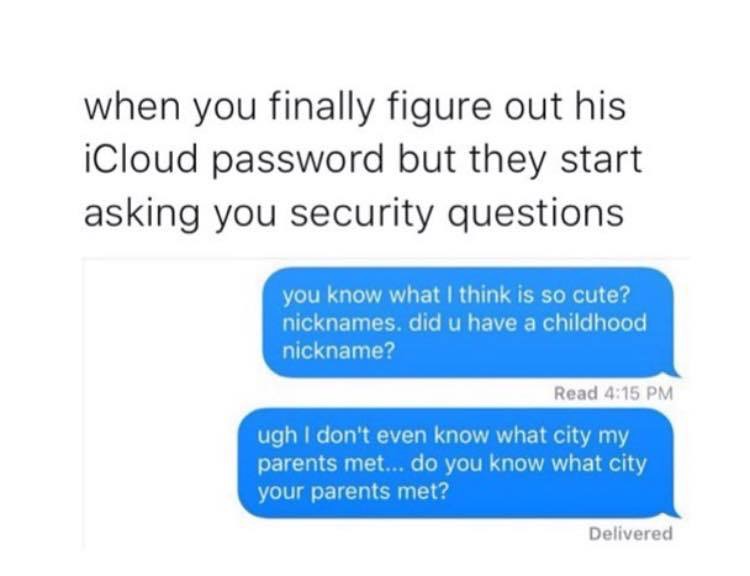 when you finally figure out his
iCloud password but they start
asking you security questions
you know what I think is so cute?
nicknames. did u have a childhood
nickname?
Read 4:15 PM
ugh I don't even know what city my
parents met... do you know what city
your parents met?
Delivered